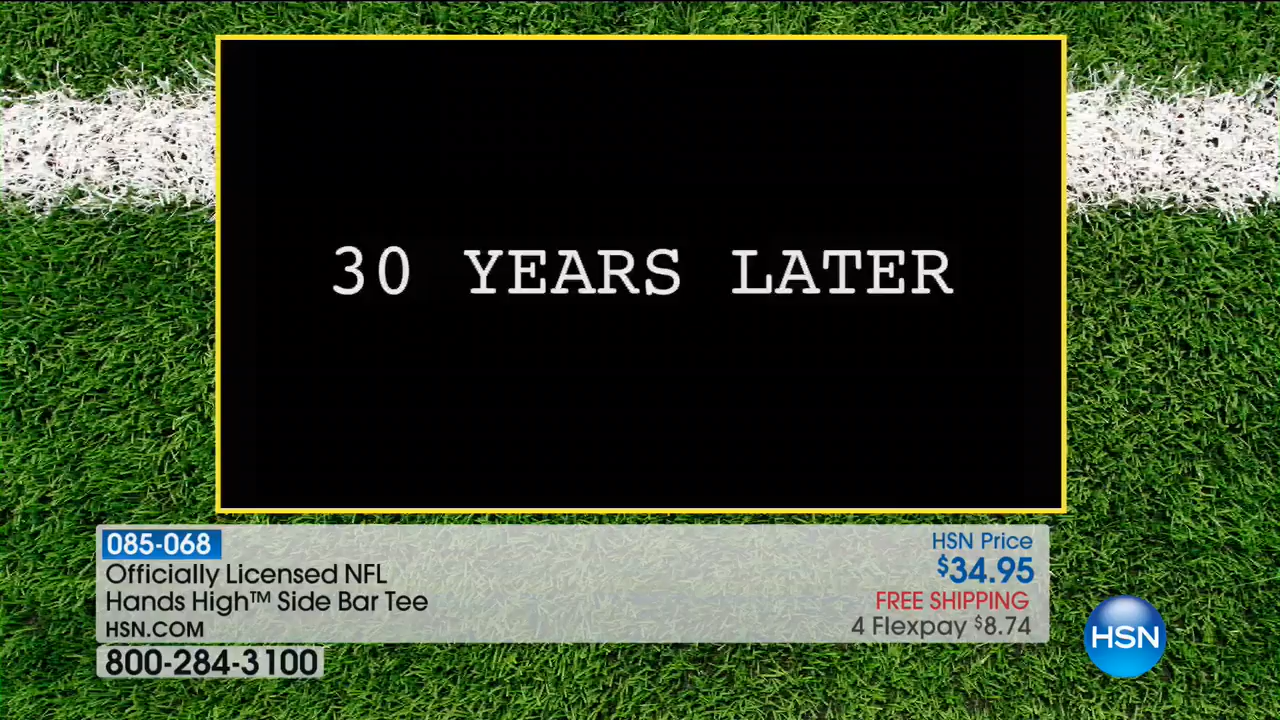 30 YEARS LATER
085-068
Officially Licensed NFL
Hands High™ Side Bar Tee
HSN.COM
800-284-3100
HSN Price
$34.95
FREE SHIPPING
4 Flexpay $8.74
HSN